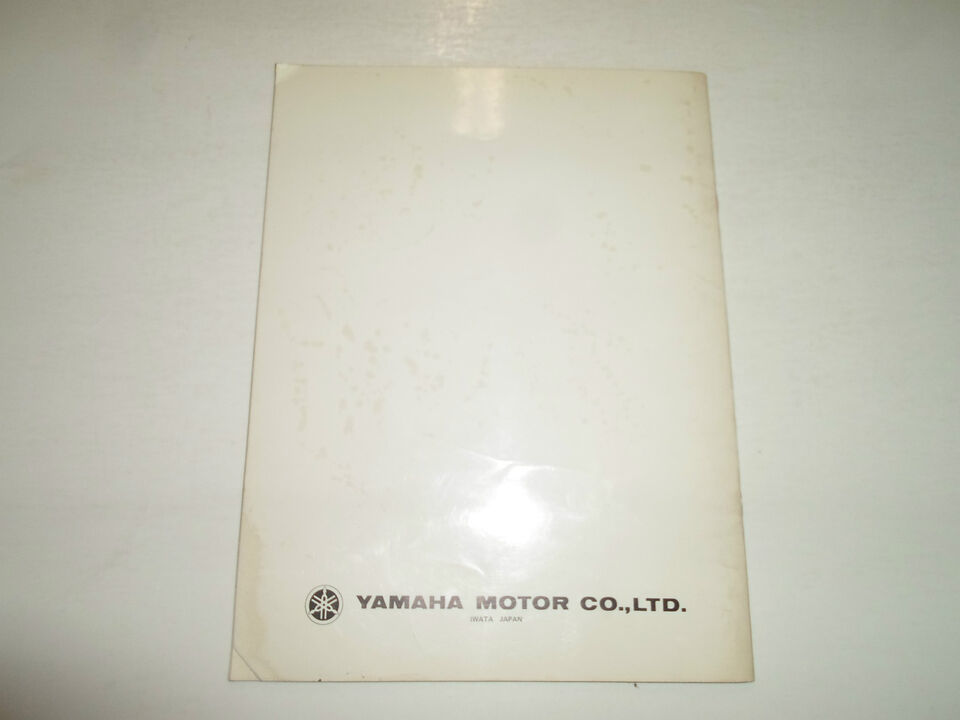 YAMAHA MOTOR CO.,LTD.
IWATA JAPAN